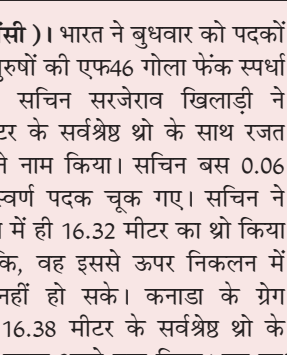 सी )। भारत ने बुधवार को पदकों
रुषों की एफ46 गोला फेंक स्पर्धा
सचिन सरजेराव खिलाड़ी ने
टर के सर्वश्रेष्ठ थ्रो के साथ रजत
ने नाम किया। सचिन बस 0.06
स्वर्ण पदक चूक गए। सचिन ने
में ही 16.32 मीटर का थ्रो किया
कि, वह इससे ऊपर निकलन में
नहीं हो सके। कनाडा के ग्रेग
16.38 मीटर के सर्वश्रेष्ठ थ्रो के